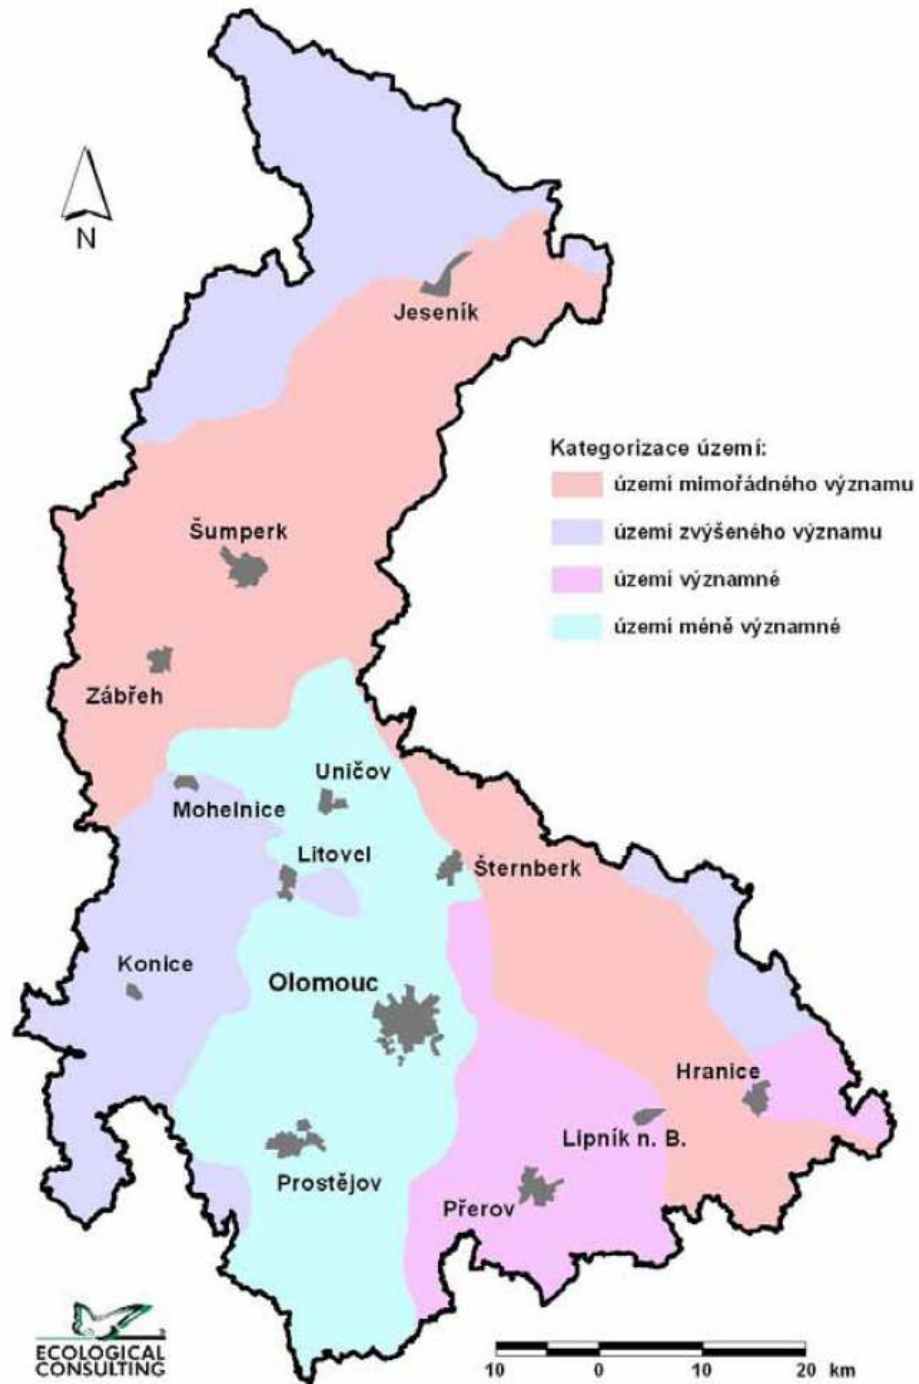 N
Jeseník
Kategorizace území:
území mimořádného významu
území zvýšeného významu
území významné
území méně významné
Šumperk
Zábřeh
Uničov
Mohelnice
Litovel
Šternberk
Konice
Olomouc
Hranice
Lipník n. B.
Prostějov
Přerov
ECOLOGICAL
CONSULTING
10 0 10 20 km